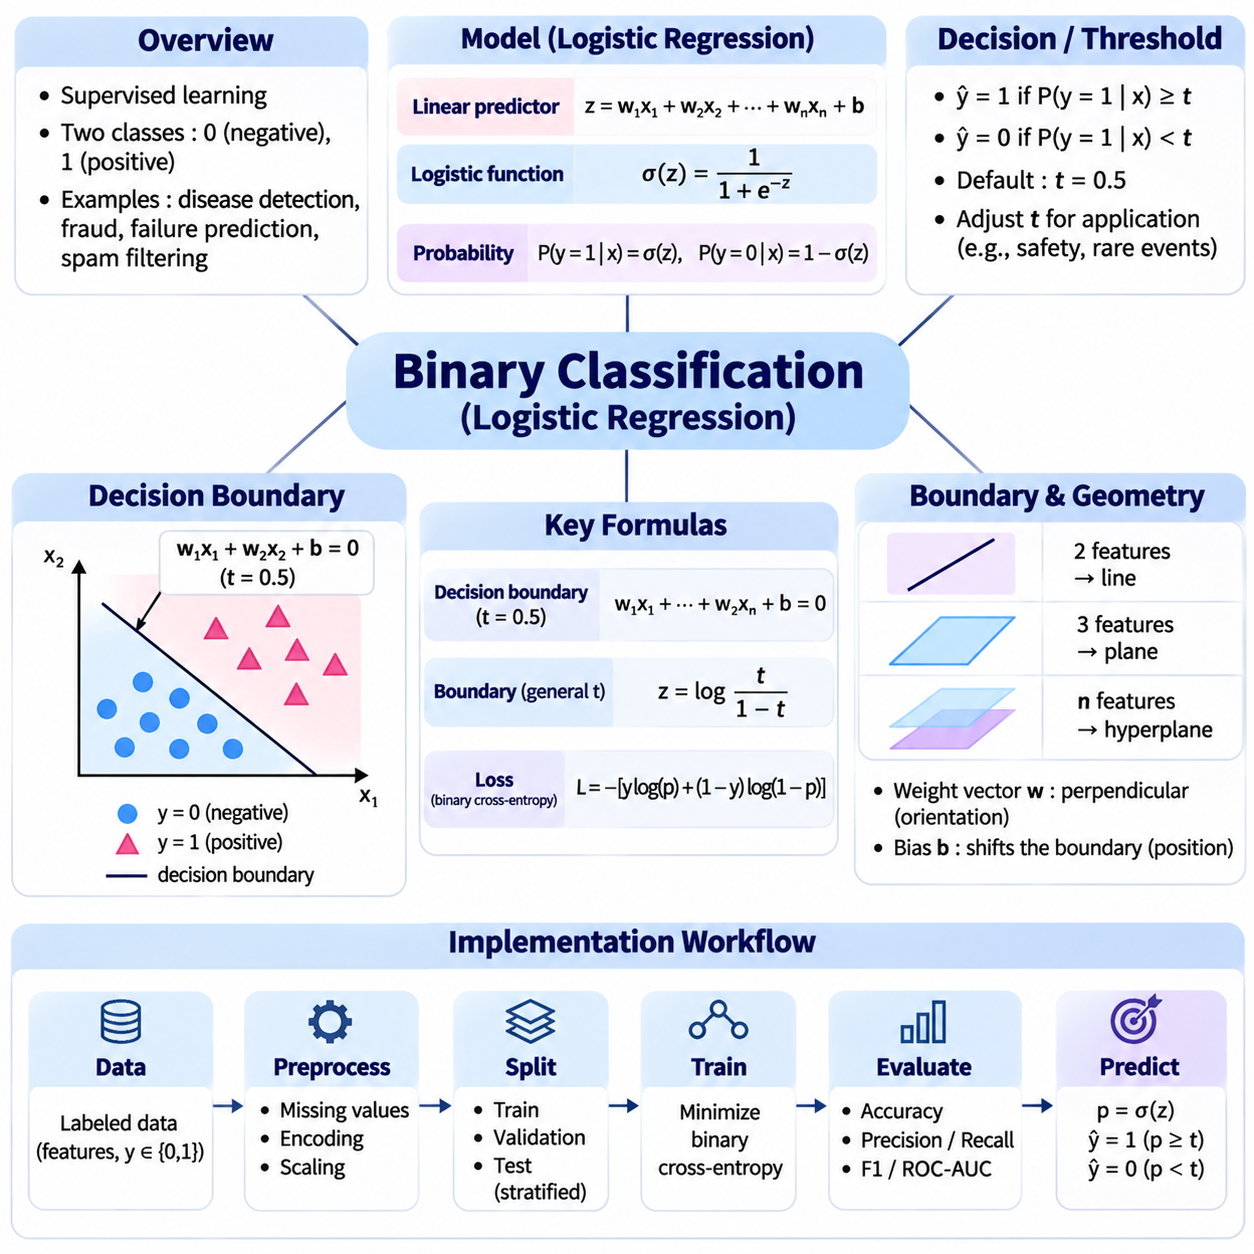 Overview
• Supervised learning
• Two classes : 0 (negative),
1 (positive)
• Examples : disease detection,
fraud, failure prediction,
spam filtering
Model (Logistic Regression)
Linear predictor z = w₁x₁ + w₂x₂ + ⋯ + wₙxₙ + b
Logistic function σ(z) = 1 / (1 + e⁻ᶻ)
Probability P(y = 1 | x) = σ(z), P(y = 0 | x) = 1 − σ(z)
Decision / Threshold
• ŷ = 1 if P(y = 1 | x) ≥ t
• ŷ = 0 if P(y = 1 | x) < t
• Default : t = 0.5
• Adjust t for application
(e.g., safety, rare events)
Binary Classification
(Logistic Regression)
Decision Boundary
w₁x₁ + w₂x₂ + b = 0
(t = 0.5)
x₂
x₁
y = 0 (negative)
y = 1 (positive)
decision boundary
Key Formulas
Decision boundary
(t = 0.5)
w₁x₁ + ⋯ + w₂xₙ + b = 0
Boundary (general t) z = log t / (1 − t)
Loss
(binary cross-entropy)
L = −[y log(p) + (1 − y) log(1 − p)]
Boundary & Geometry
2 features
→ line
3 features
→ plane
n features
→ hyperplane
• Weight vector w : perpendicular
(orientation)
• Bias b : shifts the boundary (position)
Implementation Workflow
Data
Labeled data
(features, y ∈ {0,1})
Preprocess
• Missing values
• Encoding
• Scaling
Split
• Train
• Validation
• Test
(stratified)
Train
Minimize
binary
cross-entropy
Evaluate
• Accuracy
• Precision / Recall
• F1 / ROC-AUC
Predict
p = σ(z)
ŷ = 1 (p ≥ t)
ŷ = 0 (p < t)